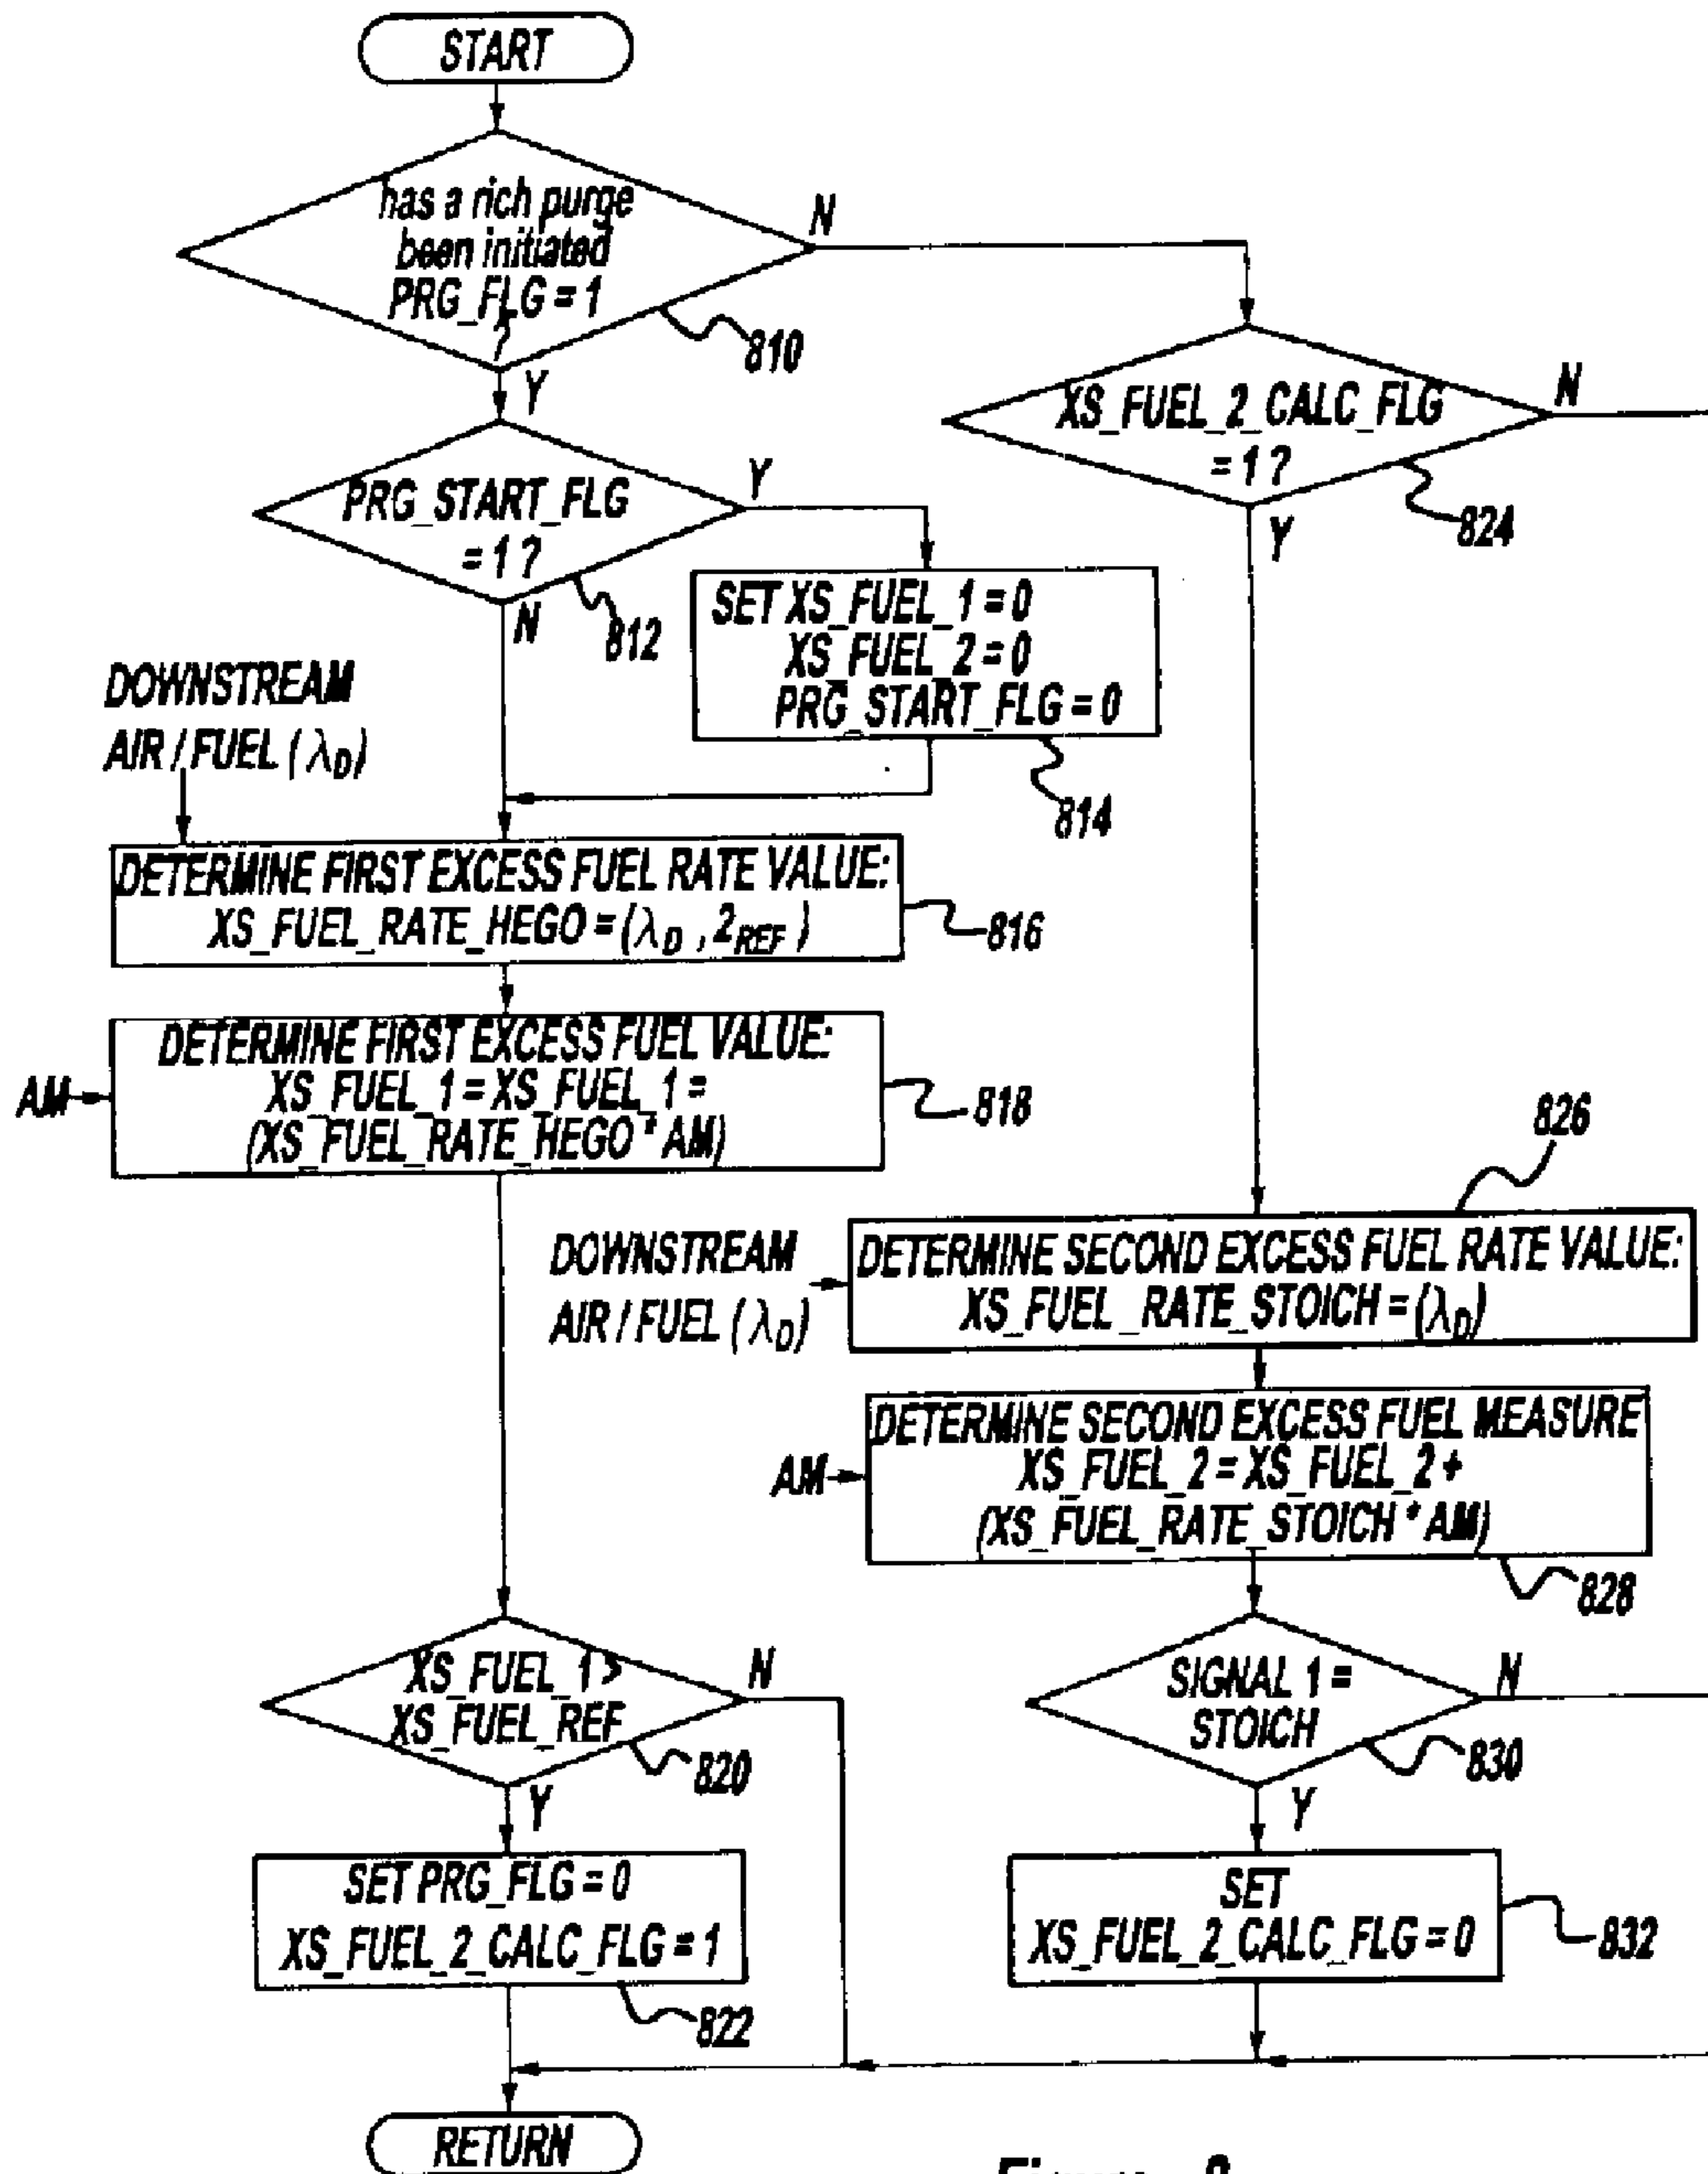 START
has a rich purge
been initiated
PRG_FLG = 1
?
N
810
Y
XS_FUEL_2_CALC_FLG
= 1 ?
N
824
Y
PRG_START_FLG
= 1 ?
Y
812
N
SET XS_FUEL_1 = 0
XS_FUEL_2 = 0
PRG_START_FLG = 0
814
DOWNSTREAM
AIR / FUEL (λD)
DETERMINE FIRST EXCESS FUEL RATE VALUE:
XS_FUEL_RATE_HEGO = (λD , 2REF )
816
DETERMINE FIRST EXCESS FUEL VALUE:
XS_FUEL_1 = XS_FUEL_1 =
(XS_FUEL_RATE_HEGO * AM)
AM
818
826
DOWNSTREAM
AIR / FUEL (λD)
DETERMINE SECOND EXCESS FUEL RATE VALUE:
XS_FUEL _RATE_STOICH = (λD)
DETERMINE SECOND EXCESS FUEL MEASURE
XS_FUEL_2 = XS_FUEL_2 +
(XS_FUEL_RATE_STOICH * AM)
AM
828
XS_FUEL_1 >
XS_FUEL_REF
N
820
Y
SIGNAL 1 =
STOICH
N
830
Y
SET PRG_FLG = 0
XS_FUEL_2_CALC_FLG = 1
822
SET
XS_FUEL_2_CALC_FLG = 0
832
RETURN